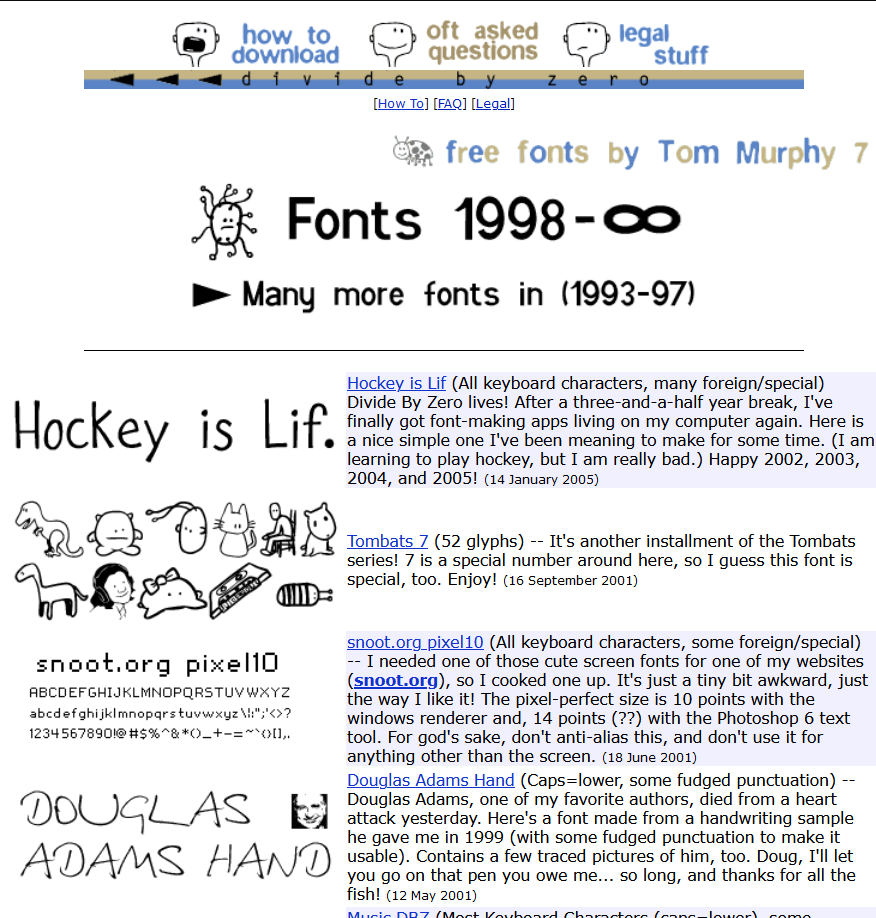 how to download
oft asked questions
legal stuff
divide by zero
[How To] [FAQ] [Legal]
free fonts by Tom Murphy 7
Fonts 1998-∞
Many more fonts in (1993-97)
Hockey is Lif.
Hockey is Lif (All keyboard characters, many foreign/special)
Divide By Zero lives! After a three-and-a-half year break, I've
finally got font-making apps living on my computer again. Here is
a nice simple one I've been meaning to make for some time. (I am
learning to play hockey, but I am really bad.) Happy 2002, 2003,
2004, and 2005! (14 January 2005)
Tombats 7 (52 glyphs) -- It's another installment of the Tombats
series! 7 is a special number around here, so I guess this font is
special, too. Enjoy! (16 September 2001)
snoot.org pixel10
ABCDEFGHIJKLMNOPQRSTUVWXYZ
abcdefghijklmnopqrstuvwxyz\|:";'<>?
1234567890!@#$%^&*()_+-=~`{}[],.
snoot.org pixel10 (All keyboard characters, some foreign/special)
-- I needed one of those cute screen fonts for one of my websites
(snoot.org), so I cooked one up. It's just a tiny bit awkward, just
the way I like it! The pixel-perfect size is 10 points with the
windows renderer and, 14 points (??) with the Photoshop 6 text
tool. For god's sake, don't anti-alias this, and don't use it for
anything other than the screen. (18 June 2001)
DOUGLAS
ADAMS HAND
Douglas Adams Hand (Caps=lower, some fudged punctuation) --
Douglas Adams, one of my favorite authors, died from a heart
attack yesterday. Here's a font made from a handwriting sample
he gave me in 1999 (with some fudged punctuation to make it
usable). Contains a few traced pictures of him, too. Doug, I'll let
you go on that pen you owe me... so long, and thanks for all the
fish! (12 May 2001)
Music DBZ (Most Keyboard Characters (caps=lower), some